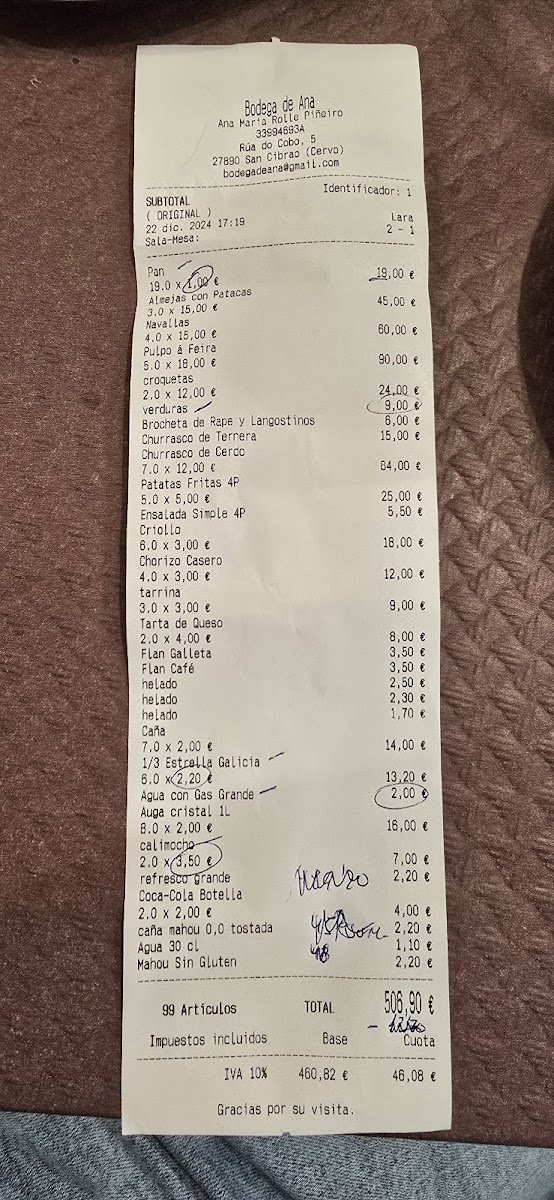 Bodega de Ana
Ana María Rolle Piñeiro
33994693A
Rúa do Cobo, 5
27890 San Cibrao (Cervo)
bodegadeana@gmail.com
Identificador: 1
SUBTOTAL
( ORIGINAL ) Lara
22 dic. 2024 17:19 2 - 1
Sala-Mesa:
Pan
19.0 x 1,00 € 19,00 €
Almejas con Patacas
3.0 x 15,00 € 45,00 €
Navallas
4.0 x 15,00 € 60,00 €
Pulpo á Feira
5.0 x 18,00 € 90,00 €
croquetas
2.0 x 12,00 € 24,00 €
verduras 9,00 €
Brocheta de Rape y Langostinos 6,00 €
Churrasco de Ternera 15,00 €
Churrasco de Cerdo
7.0 x 12,00 € 84,00 €
Patatas Fritas 4P
5.0 x 5,00 € 25,00 €
Ensalada Simple 4P 5,50 €
Criollo
6.0 x 3,00 € 18,00 €
Chorizo Casero
4.0 x 3,00 € 12,00 €
tarrina
3.0 x 3,00 € 9,00 €
Tarta de Queso
2.0 x 4,00 € 8,00 €
Flan Galleta 3,50 €
Flan Café 3,50 €
helado 2,50 €
helado 2,30 €
helado 1,70 €
Caña
7.0 x 2,00 € 14,00 €
1/3 Estrella Galicia
6.0 x 2,20 € 13,20 €
Agua con Gas Grande 2,00 €
Auga cristal 1L
8.0 x 2,00 € 16,00 €
calimocho
2.0 x 3,50 € 7,00 €
refresco grande 2,20 €
Coca-Cola Botella
2.0 x 2,00 € 4,00 €
caña mahou 0,0 tostada 2,20 €
Agua 30 cl 1,10 €
Mahou Sin Gluten 2,20 €
99 Artículos TOTAL 506,90 €
Impuestos incluidos Base Cuota
IVA 10% 460,82 € 46,08 €
Gracias por su visita.